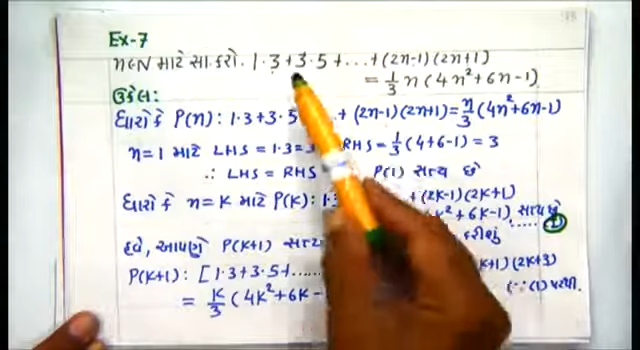 Ex-7
n∈N માટે સા.કરો. 1·3+3·5+...+(2n-1)(2n+1)
= 1/3 n (4n²+6n-1)
ઉકેલ:
ધારો કે P(n): 1·3+3·5 ..+(2n-1)(2n+1)= n/3 (4n²+6n-1)
n=1 માટે LHS = 1·3=3 RHS = 1/3 (4+6-1) = 3
∴ LHS = RHS P(1) સત્ય છે
ધારો કે n=K માટે P(K): 1·3 + (2K-1)(2K+1)
K²+6K-1) સત્ય છે ...... ①
હવે, આપણે P(K+1) સત્ય કરીશું
P(K+1): [1·3+3·5+...... K+1)(2K+3)
= K/3 (4K²+6K- (∵ (1) પરથી